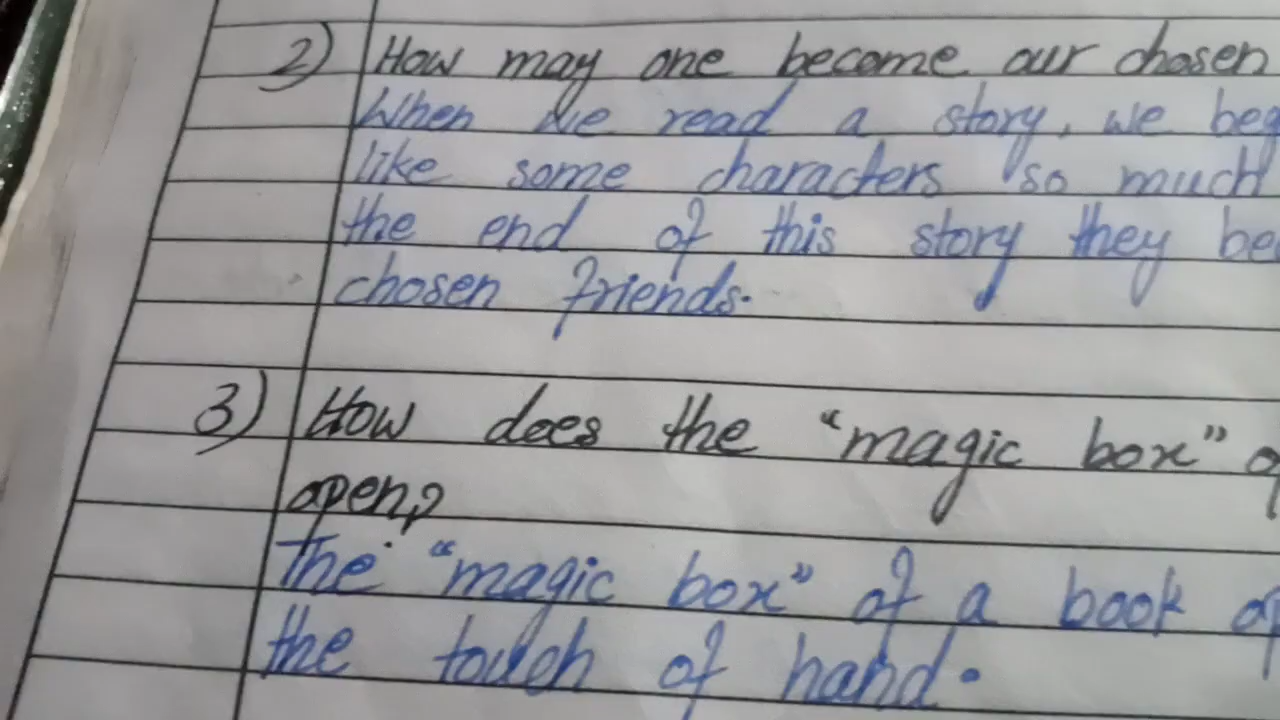 2) How may one become our chosen
When we read a story, we beg
like some characters so much
the end of this story they be
chosen friends.
3) How does the "magic box" o
open?
The "magic box" of a book op
the touch of hand.